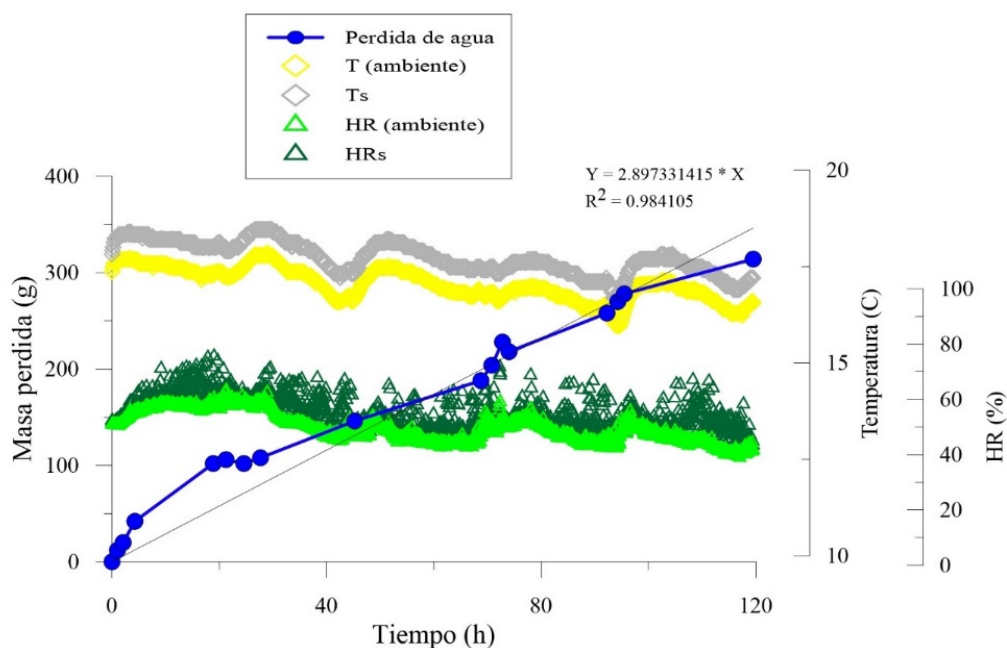 Perdida de agua
T (ambiente)
Ts
HR (ambiente)
HRs
Y = 2.897331415 * X
R2 = 0.984105
400
300
200
100
0
Masa perdida (g)
0
40
80
120
Tiempo (h)
20
15
10
Temperatura (C)
100
80
60
40
20
0
HR (%)